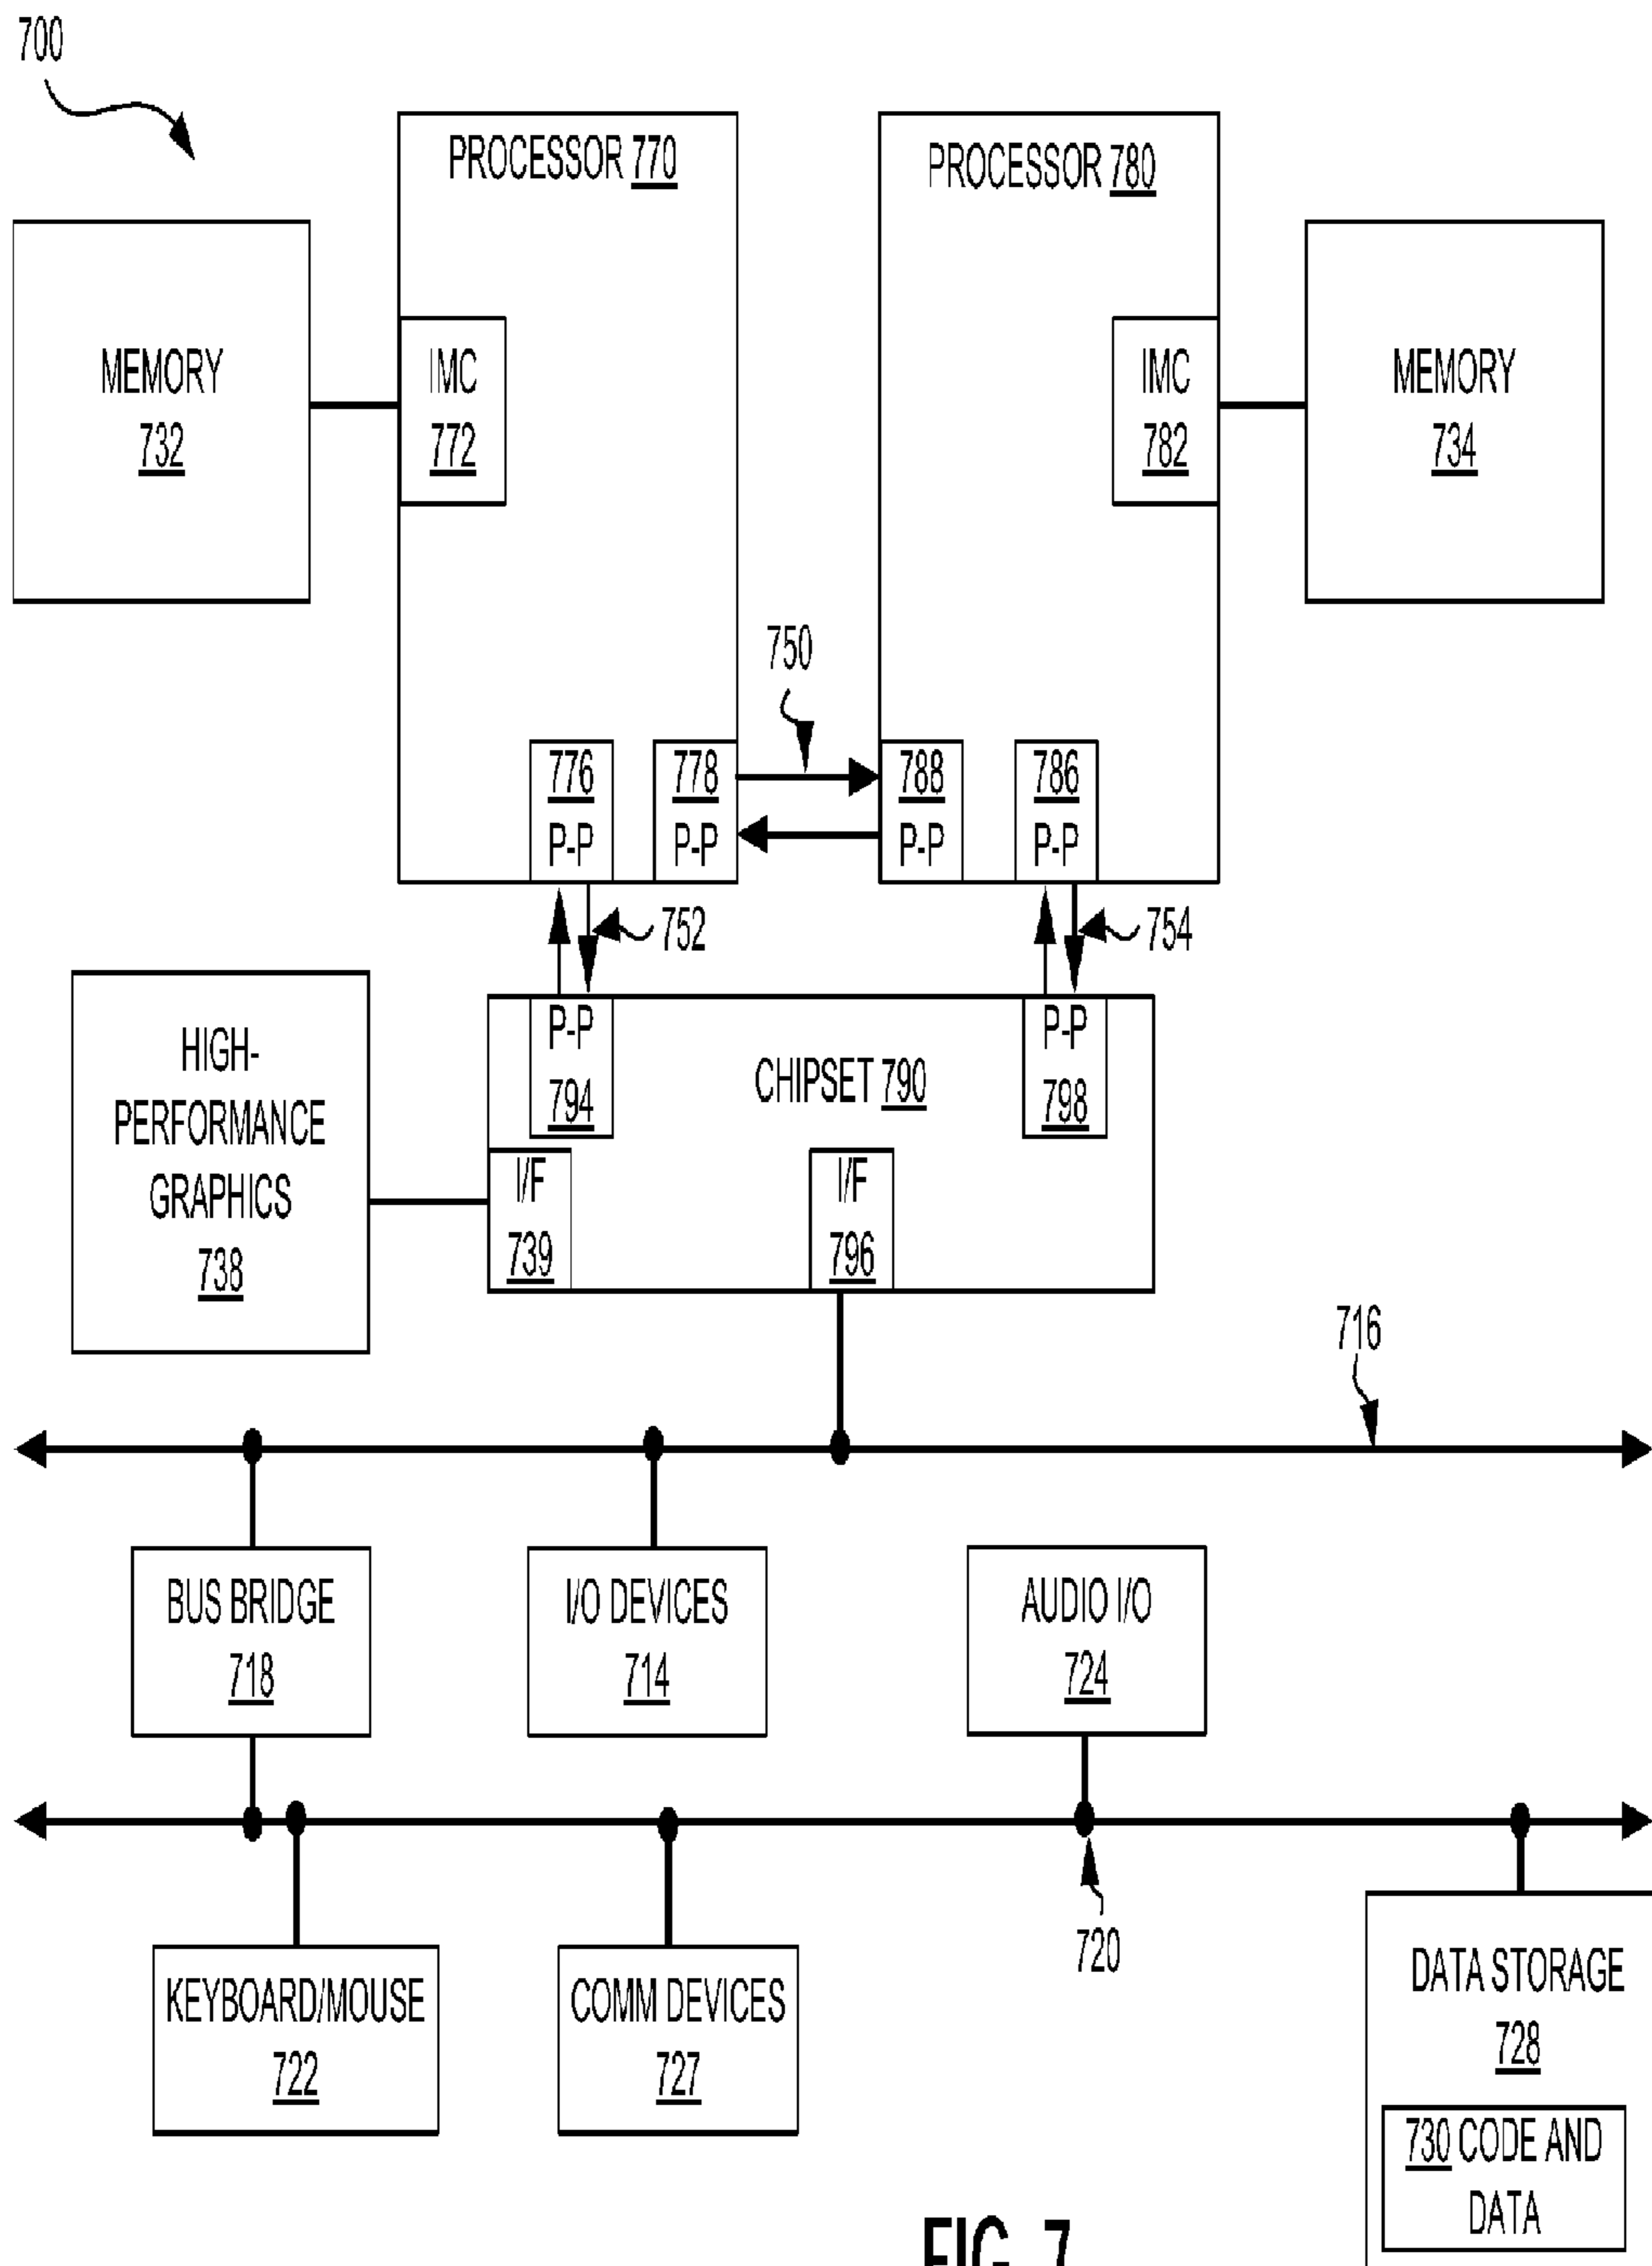 700
PROCESSOR 770
PROCESSOR 780
MEMORY
732
IMC
772
IMC
782
MEMORY
734
750
776
P-P
778
P-P
788
P-P
786
P-P
752
754
HIGH-
PERFORMANCE
GRAPHICS
738
P-P
794
CHIPSET 790
P-P
798
I/F
739
I/F
796
716
BUS BRIDGE
718
I/O DEVICES
714
AUDIO I/O
724
720
KEYBOARD/MOUSE
722
COMM DEVICES
727
DATA STORAGE
728
730 CODE AND
DATA
FIG. 7